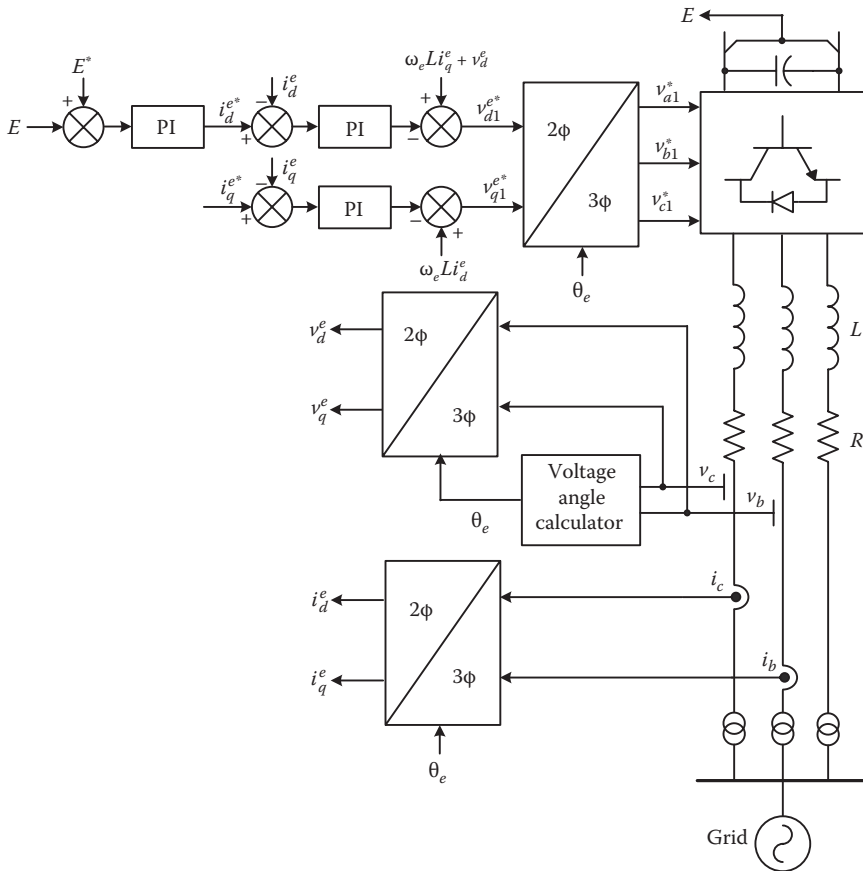 E
E*
ω_e L i_q^e + v_d^e
i_d^e
+
−
+
E
PI
i_d^{e*}
−
+
PI
−
v_{d1}^{e*}
2ϕ
v_{a1}^*
i_q^e
v_{b1}^*
−
i_q^{e*}
+
PI
−
+
v_{q1}^{e*}
3ϕ
v_{c1}^*
ω_e L i_d^e
θ_e
v_d^e
2ϕ
L
v_q^e
3ϕ
R
Voltage
angle
calculator
v_c
v_b
θ_e
i_d^e
2ϕ
i_c
i_q^e
3ϕ
i_b
θ_e
Grid